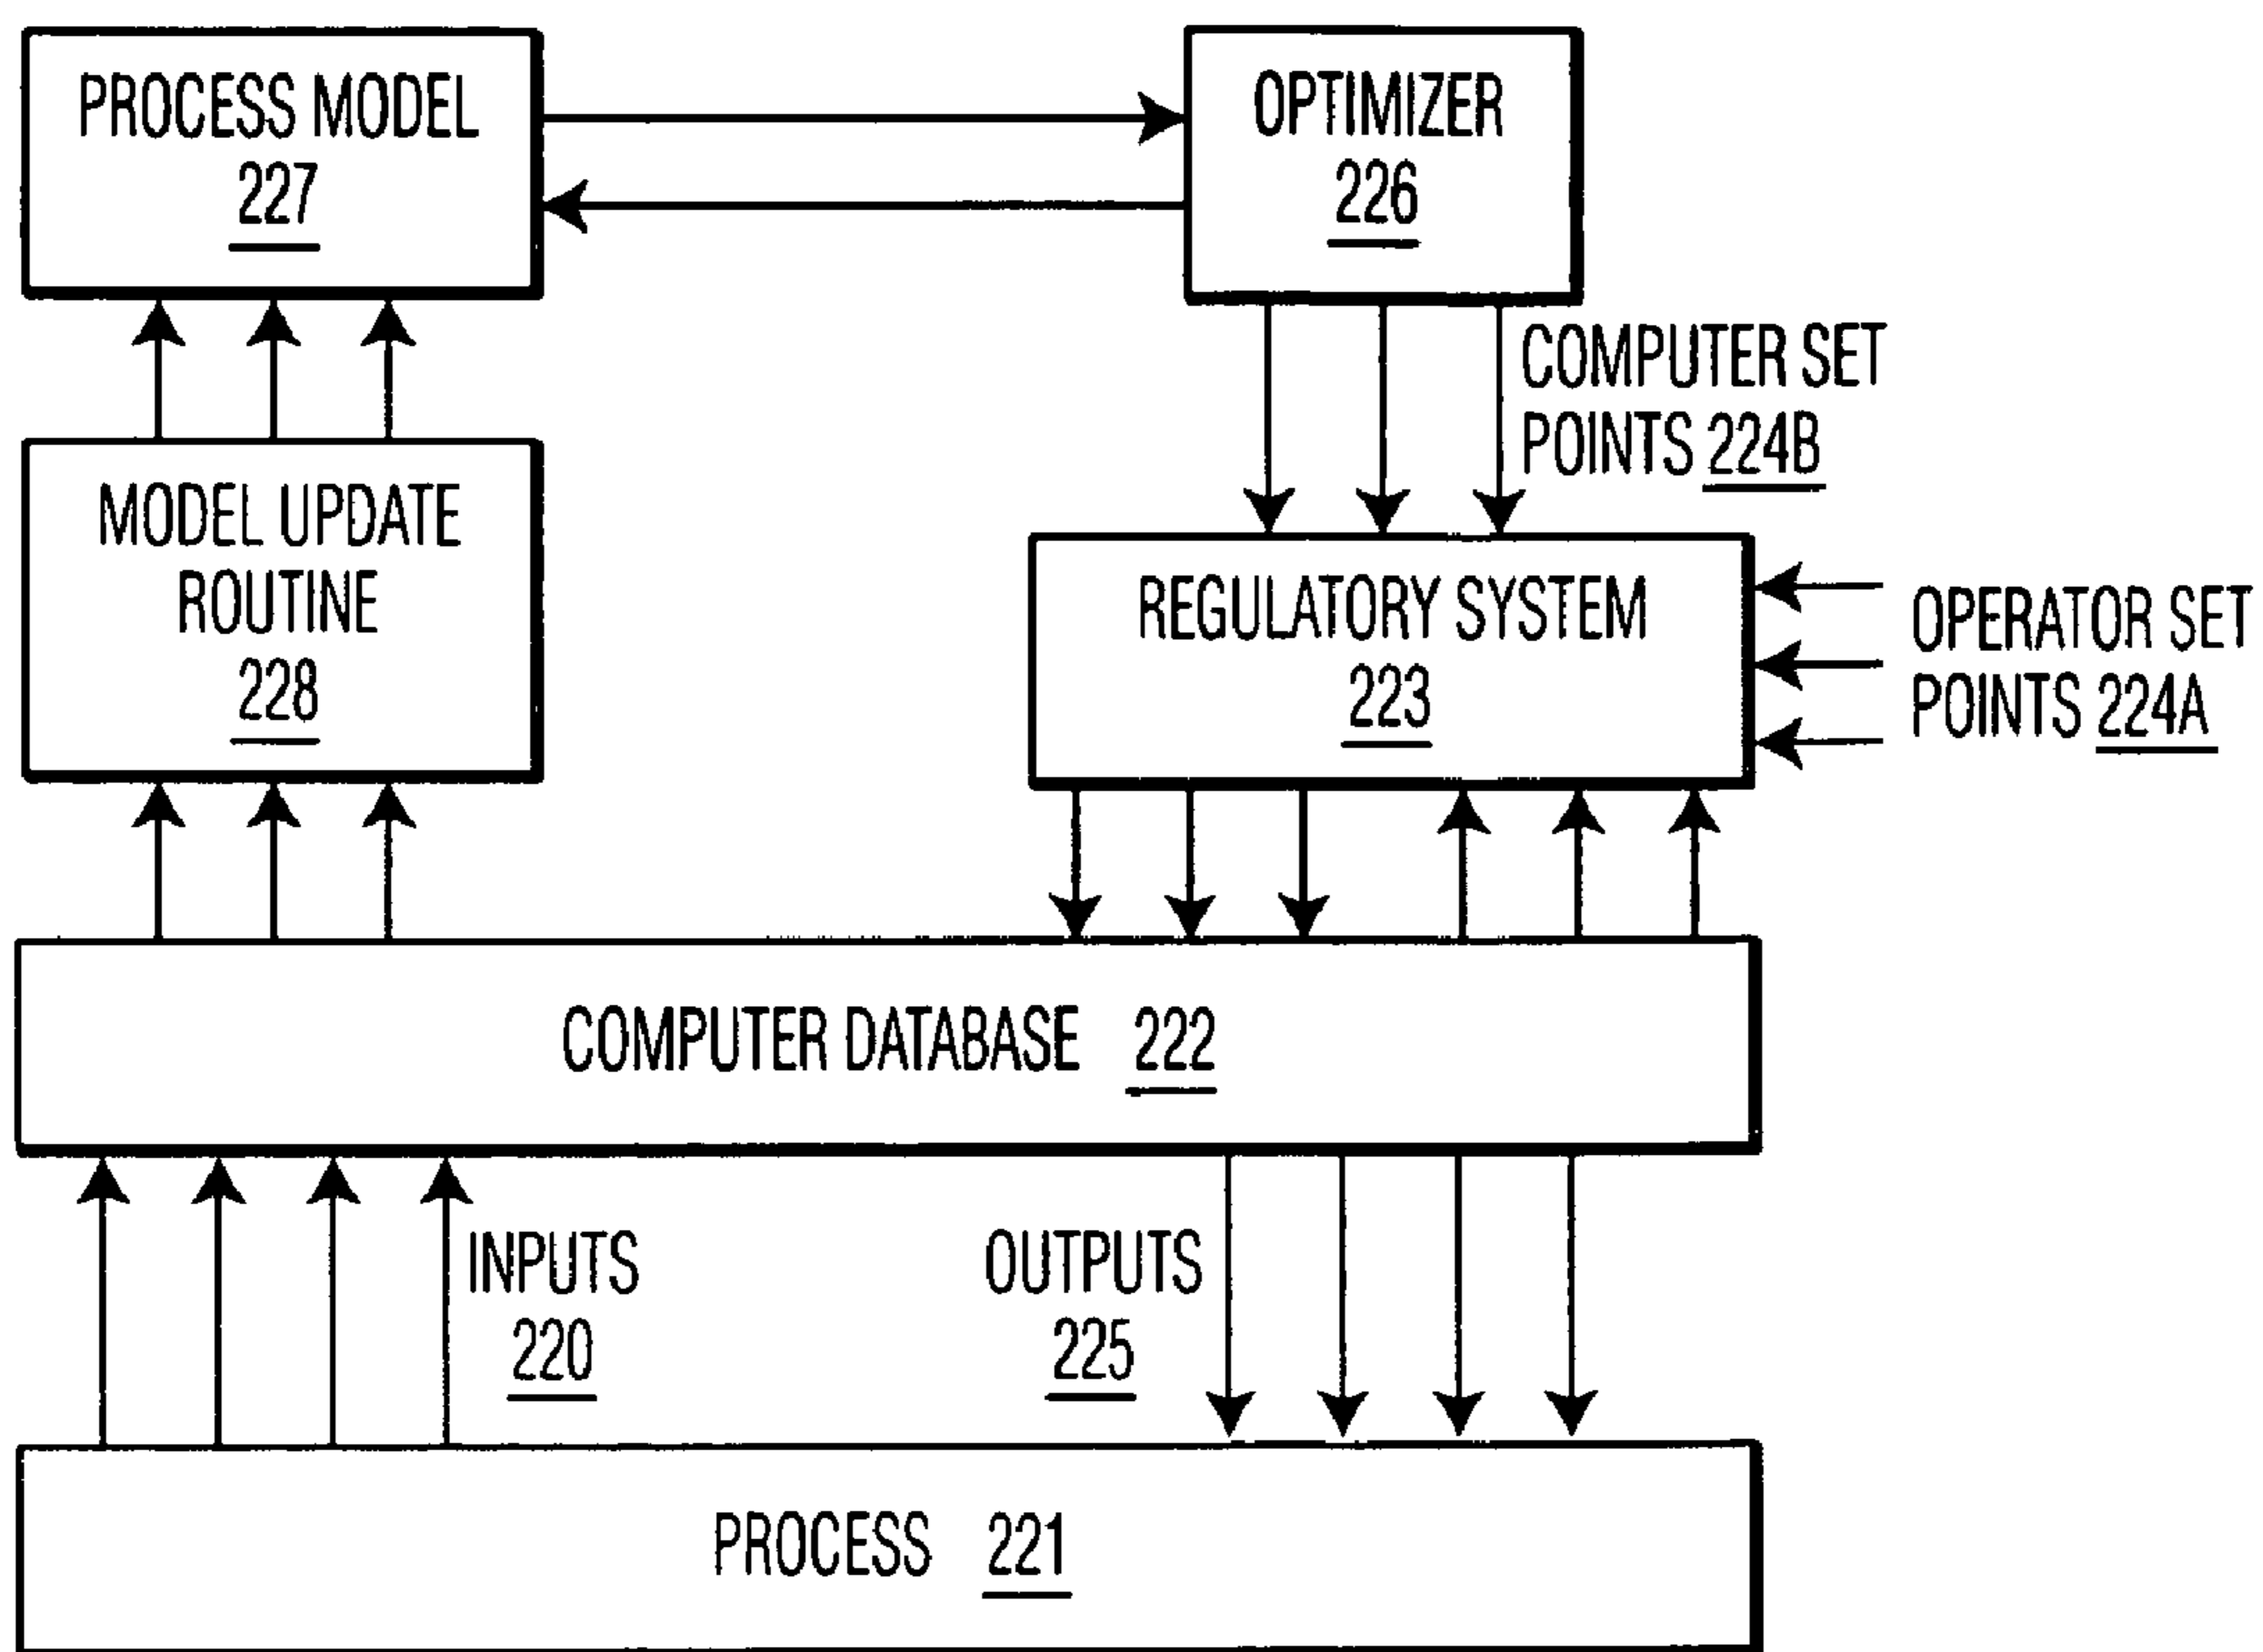 PROCESS MODEL
227
OPTIMIZER
226
COMPUTER SET
POINTS 224B
MODEL UPDATE
ROUTINE
228
REGULATORY SYSTEM
223
OPERATOR SET
POINTS 224A
COMPUTER DATABASE 222
INPUTS
220
OUTPUTS
225
PROCESS 221